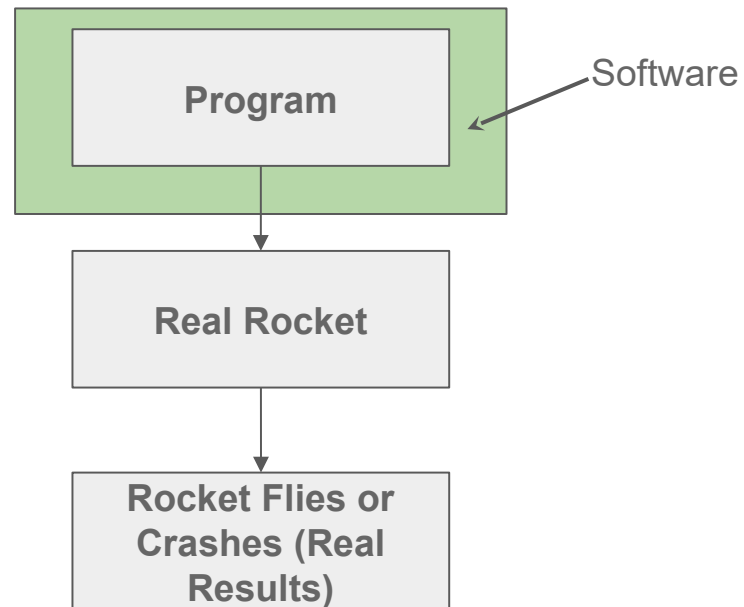 Software
Program
Real Rocket
Rocket Flies or
Crashes (Real
Results)